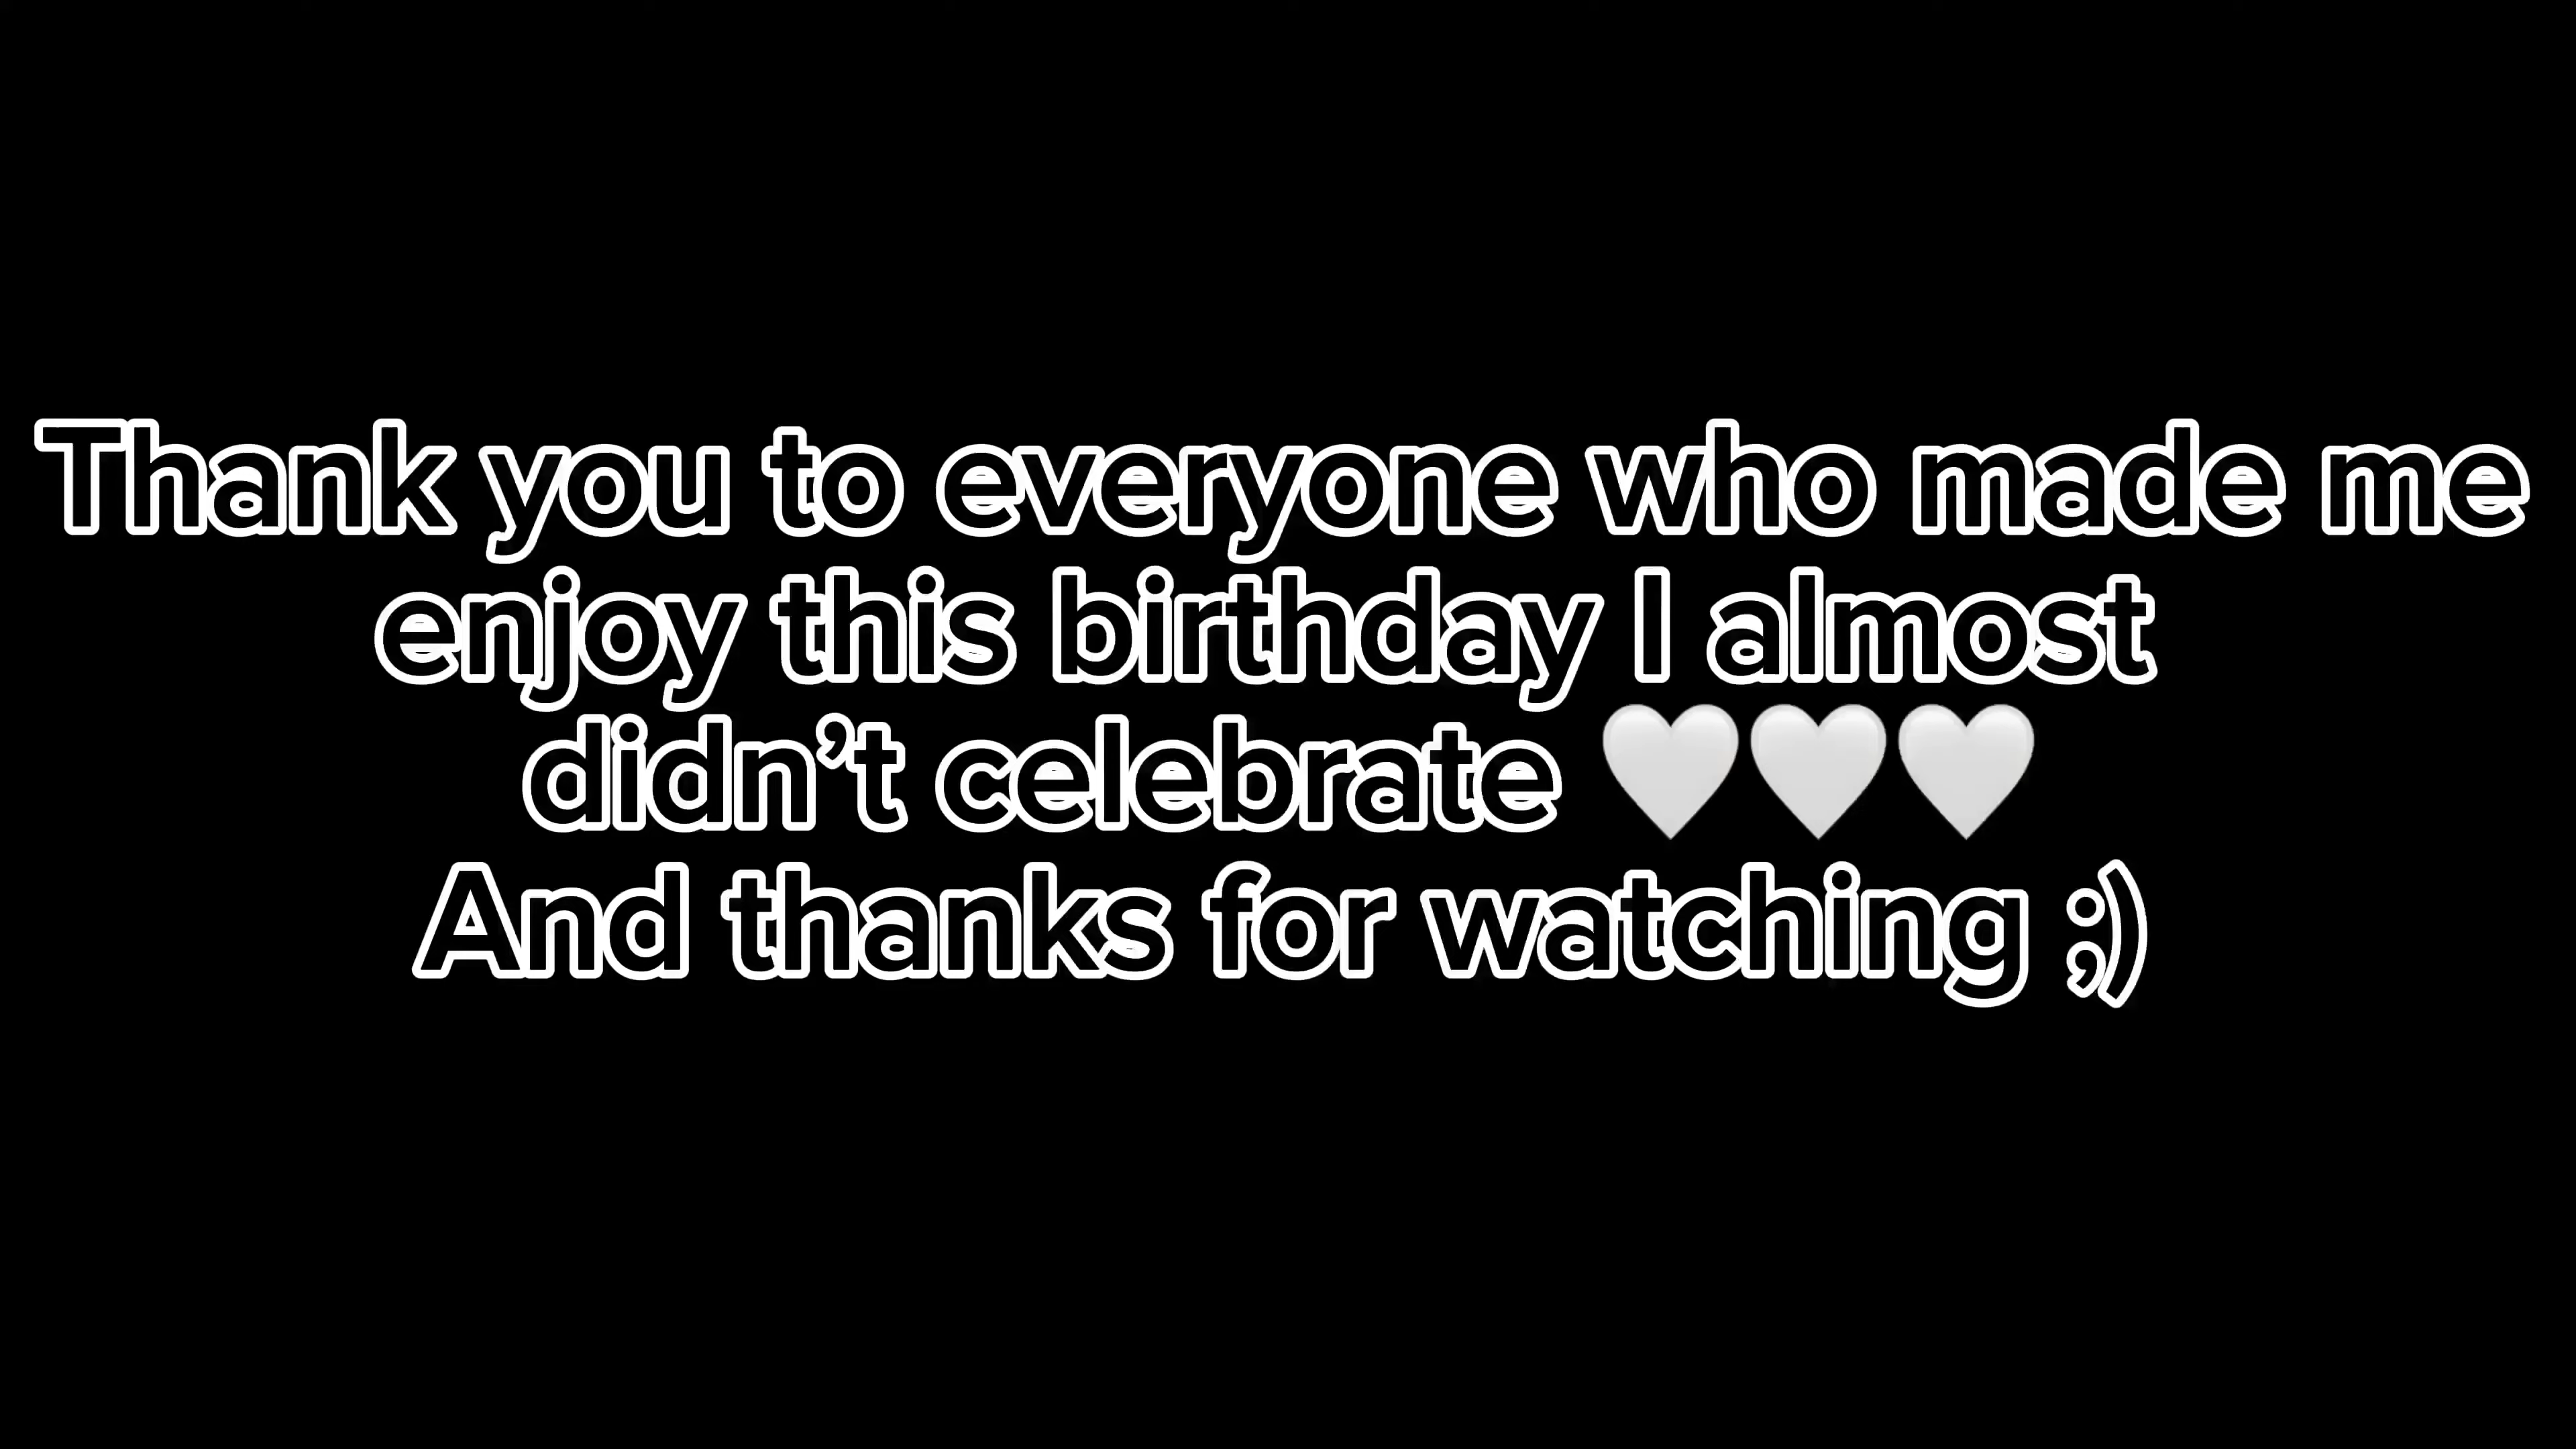 Thank you to everyone who made me
enjoy this birthday I almost
didn’t celebrate 🤍🤍🤍
And thanks for watching ;)